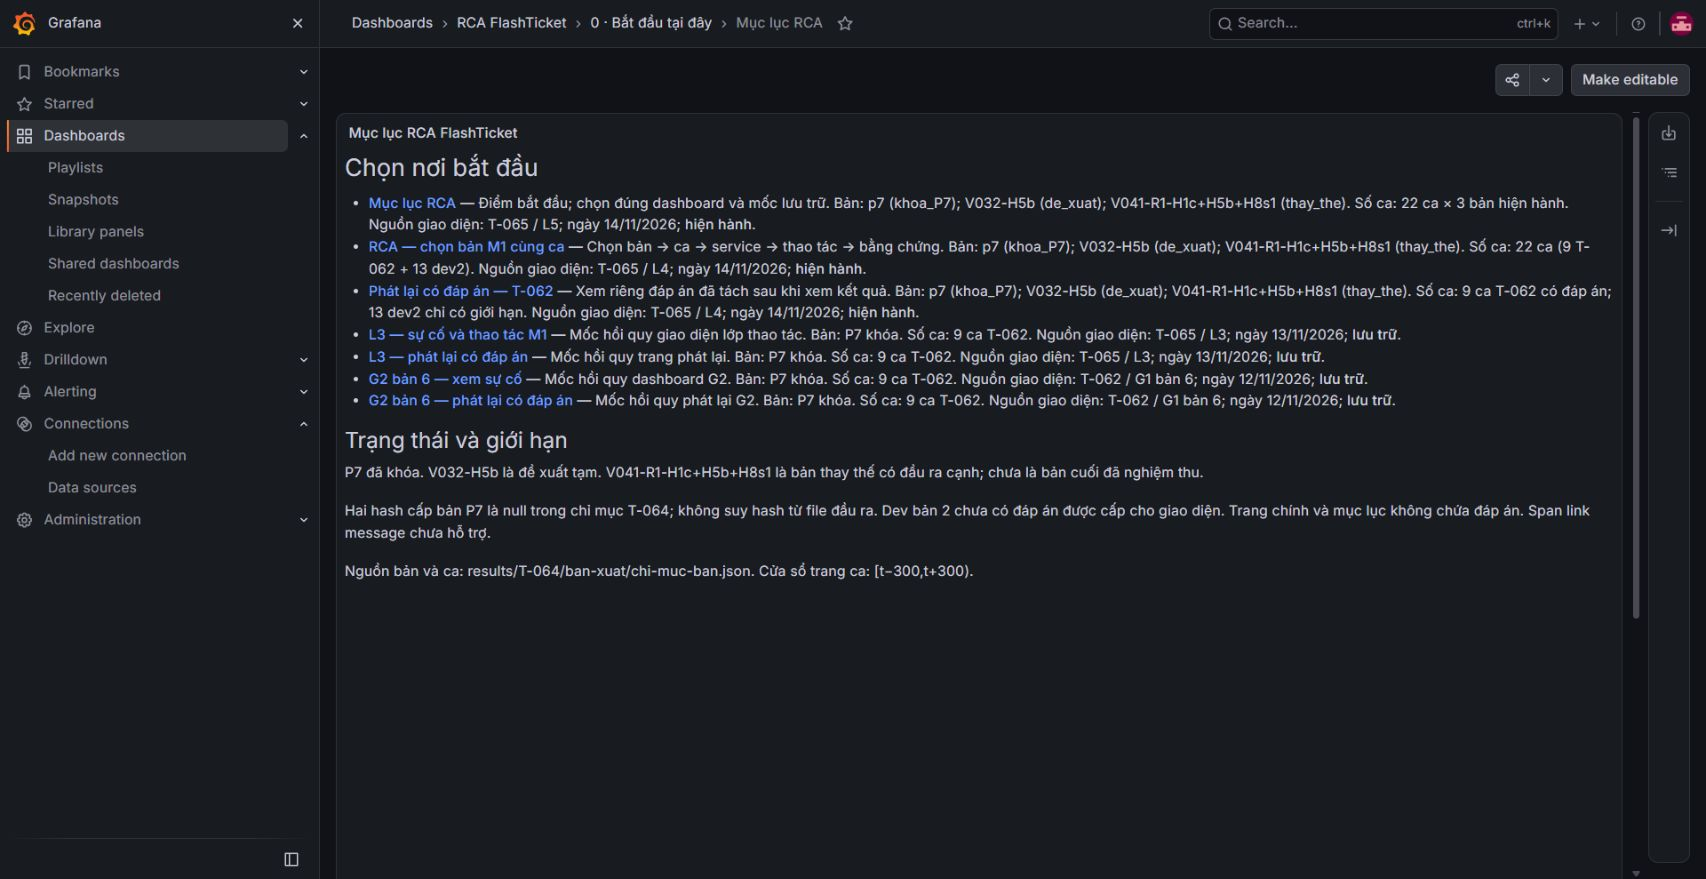 Grafana
Dashboards › RCA FlashTicket › 0 · Bắt đầu tại đây › Mục lục RCA
Search...
ctrl+k
Bookmarks
Starred
Dashboards
Playlists
Snapshots
Library panels
Shared dashboards
Recently deleted
Explore
Drilldown
Alerting
Connections
Add new connection
Data sources
Administration
Make editable
Mục lục RCA FlashTicket
Chọn nơi bắt đầu
• Mục lục RCA — Điểm bắt đầu; chọn đúng dashboard và mốc lưu trữ. Bản: p7 (khoa_P7); V032-H5b (de_xuat); V041-R1-H1c+H5b+H8s1 (thay_the). Số ca: 22 ca × 3 bản hiện hành.
Nguồn giao diện: T-065 / L5; ngày 14/11/2026; hiện hành.
• RCA — chọn bản M1 cùng ca — Chọn bản → ca → service → thao tác → bằng chứng. Bản: p7 (khoa_P7); V032-H5b (de_xuat); V041-R1-H1c+H5b+H8s1 (thay_the). Số ca: 22 ca (9 T-
062 + 13 dev2). Nguồn giao diện: T-065 / L4; ngày 14/11/2026; hiện hành.
• Phát lại có đáp án — T-062 — Xem riêng đáp án đã tách sau khi xem kết quả. Bản: p7 (khoa_P7); V032-H5b (de_xuat); V041-R1-H1c+H5b+H8s1 (thay_the). Số ca: 9 ca T-062 có đáp án;
13 dev2 chỉ có giới hạn. Nguồn giao diện: T-065 / L4; ngày 14/11/2026; hiện hành.
• L3 — sự cố và thao tác M1 — Mốc hồi quy giao diện lớp thao tác. Bản: P7 khóa. Số ca: 9 ca T-062. Nguồn giao diện: T-065 / L3; ngày 13/11/2026; lưu trữ.
• L3 — phát lại có đáp án — Mốc hồi quy trang phát lại. Bản: P7 khóa. Số ca: 9 ca T-062. Nguồn giao diện: T-065 / L3; ngày 13/11/2026; lưu trữ.
• G2 bản 6 — xem sự cố — Mốc hồi quy dashboard G2. Bản: P7 khóa. Số ca: 9 ca T-062. Nguồn giao diện: T-062 / G1 bản 6; ngày 12/11/2026; lưu trữ.
• G2 bản 6 — phát lại có đáp án — Mốc hồi quy phát lại G2. Bản: P7 khóa. Số ca: 9 ca T-062. Nguồn giao diện: T-062 / G1 bản 6; ngày 12/11/2026; lưu trữ.
Trạng thái và giới hạn
P7 đã khóa. V032-H5b là đề xuất tạm. V041-R1-H1c+H5b+H8s1 là bản thay thế có đầu ra cạnh; chưa là bản cuối đã nghiệm thu.
Hai hash cấp bản P7 là null trong chỉ mục T-064; không suy hash từ file đầu ra. Dev bản 2 chưa có đáp án được cấp cho giao diện. Trang chính và mục lục không chứa đáp án. Span link
message chưa hỗ trợ.
Nguồn bản và ca: results/T-064/ban-xuat/chi-muc-ban.json. Cửa sổ trang ca: [t−300,t+300).